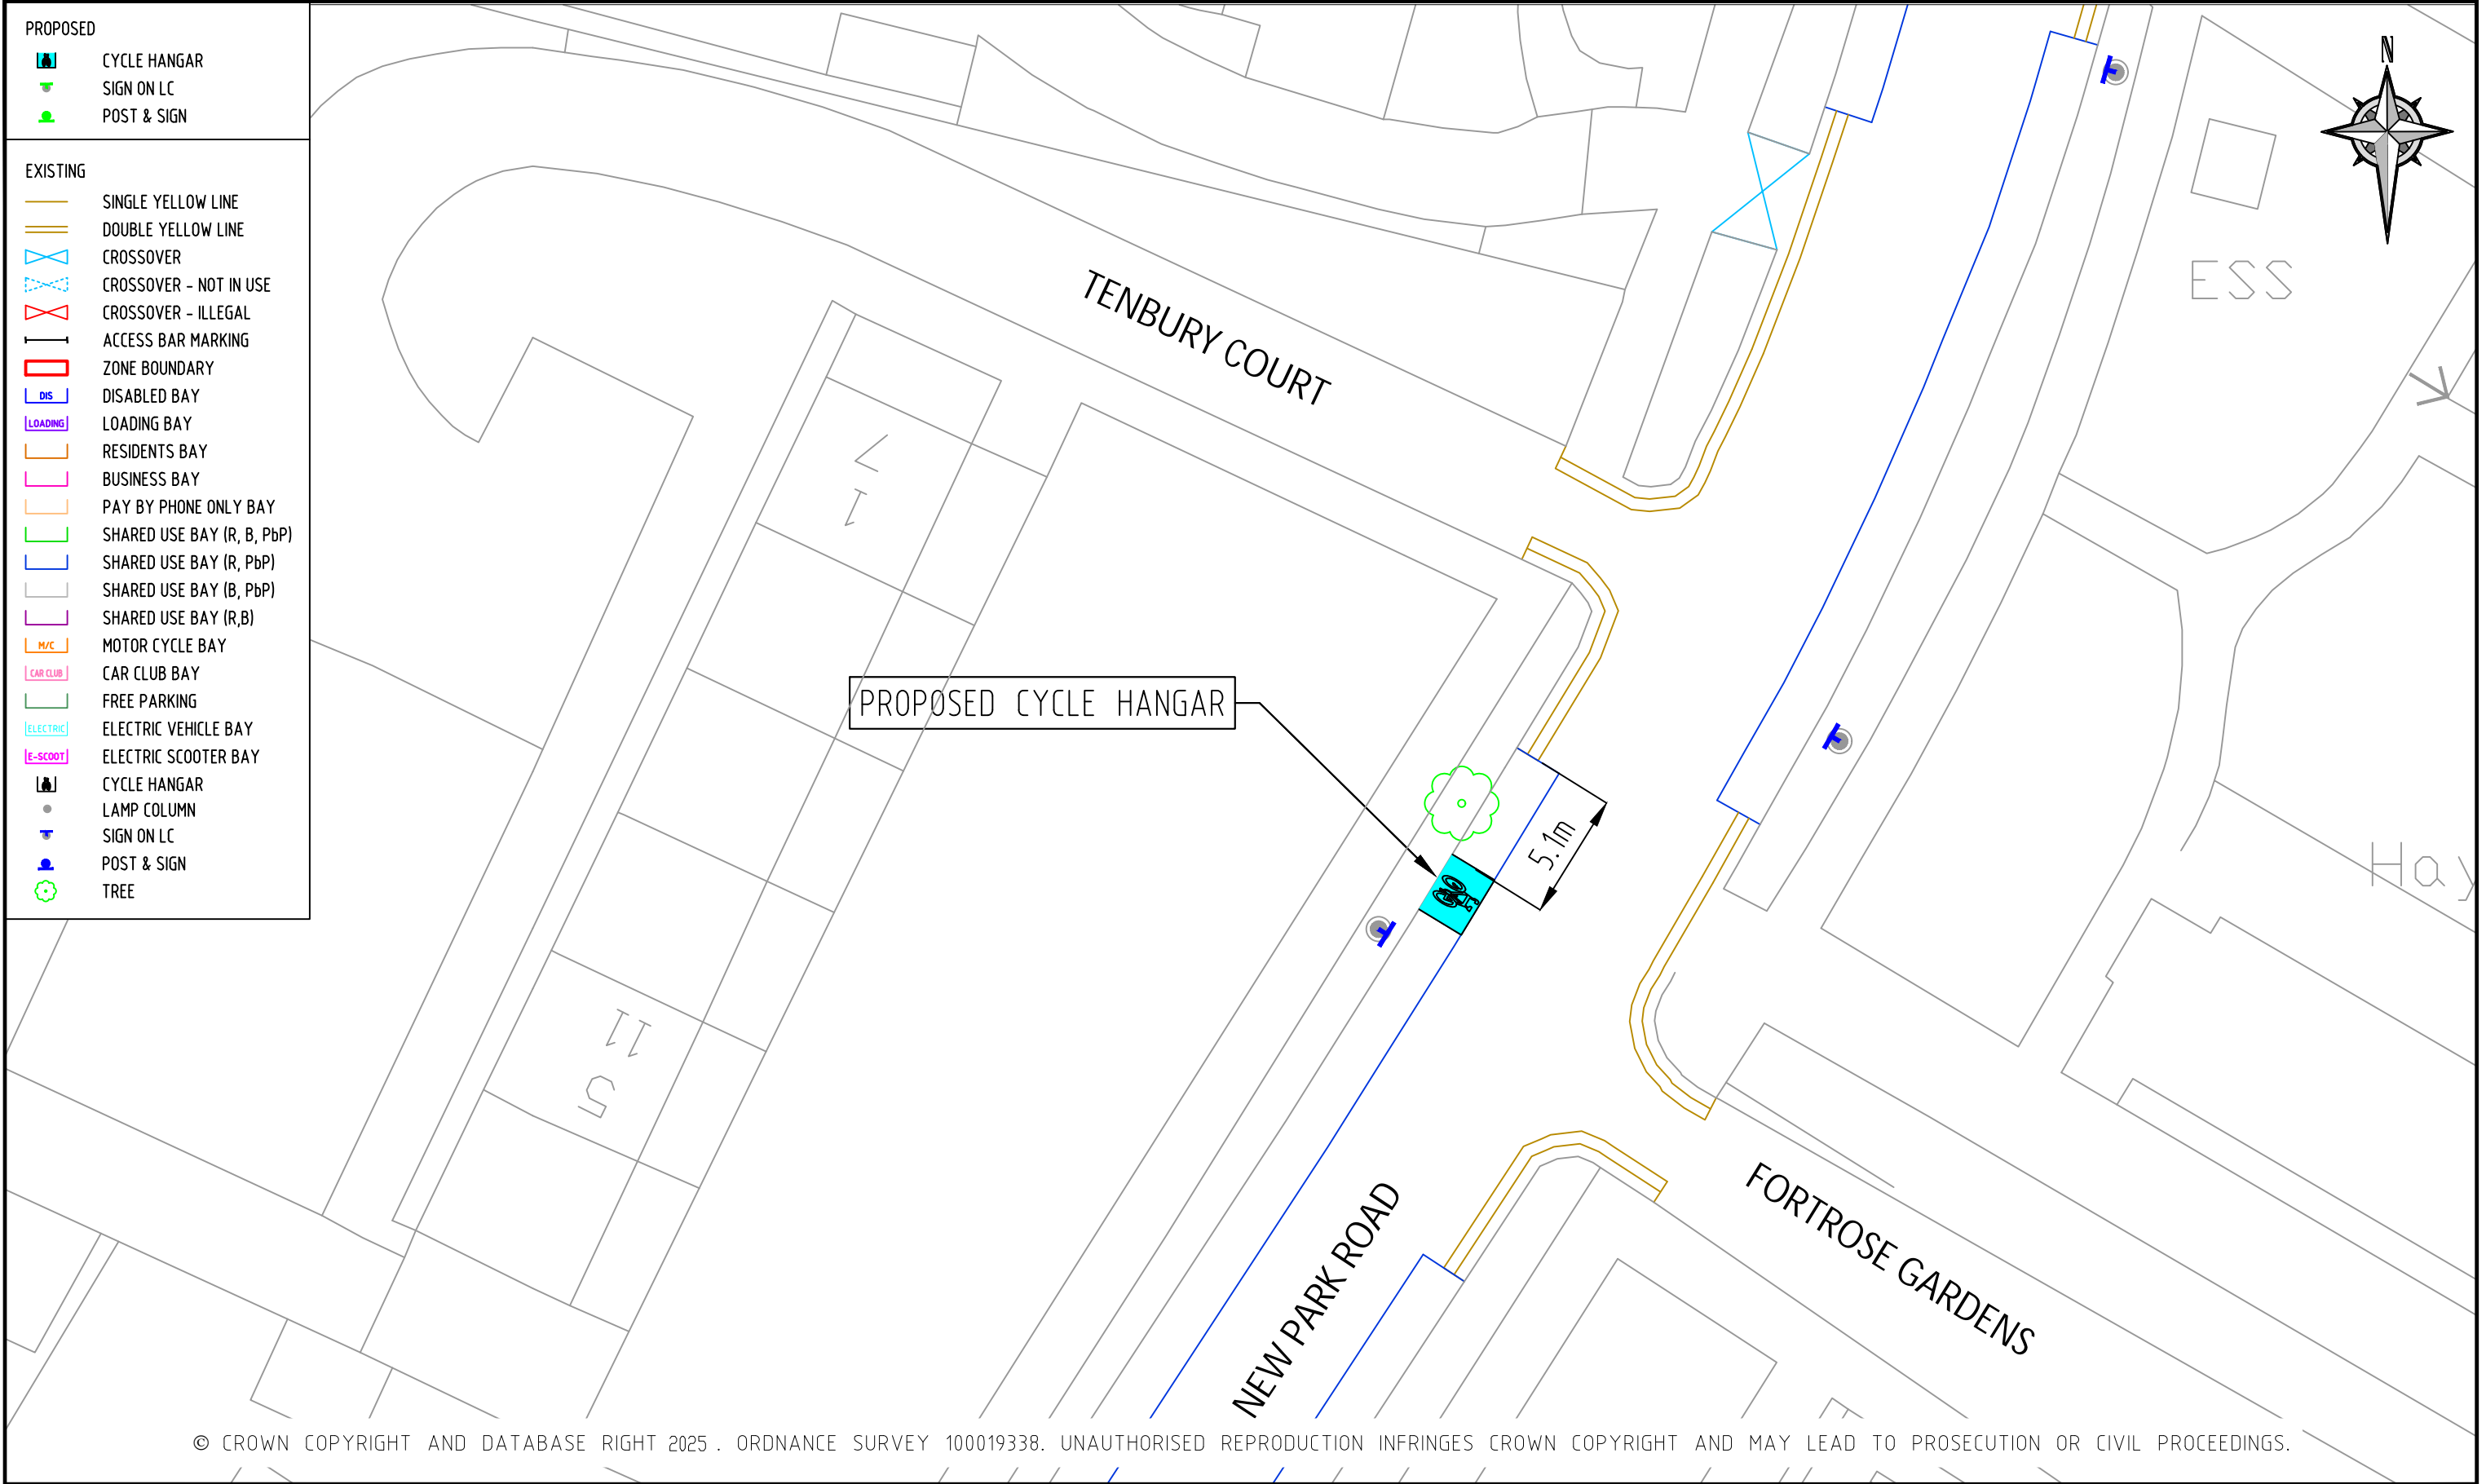 PROPOSED
CYCLE HANGAR
SIGN ON LC
POST & SIGN
EXISTING
SINGLE YELLOW LINE
DOUBLE YELLOW LINE
CROSSOVER
CROSSOVER - NOT IN USE
CROSSOVER - ILLEGAL
ACCESS BAR MARKING
ZONE BOUNDARY
DIS DISABLED BAY
LOADING LOADING BAY
RESIDENTS BAY
BUSINESS BAY
PAY BY PHONE ONLY BAY
SHARED USE BAY (R, B, PbP)
SHARED USE BAY (R, PbP)
SHARED USE BAY (B, PbP)
SHARED USE BAY (R,B)
M/C MOTOR CYCLE BAY
CAR CLUB CAR CLUB BAY
FREE PARKING
ELECTRIC ELECTRIC VEHICLE BAY
E-SCOOT ELECTRIC SCOOTER BAY
CYCLE HANGAR
LAMP COLUMN
SIGN ON LC
POST & SIGN
TREE
N
ESS
TENBURY COURT
1
7
PROPOSED CYCLE HANGAR
5.1m
Hay
11
5
NEW PARK ROAD
FORTROSE GARDENS
© CROWN COPYRIGHT AND DATABASE RIGHT 2025 . ORDNANCE SURVEY 100019338. UNAUTHORISED REPRODUCTION INFRINGES CROWN COPYRIGHT AND MAY LEAD TO PROSECUTION OR CIVIL PROCEEDINGS.